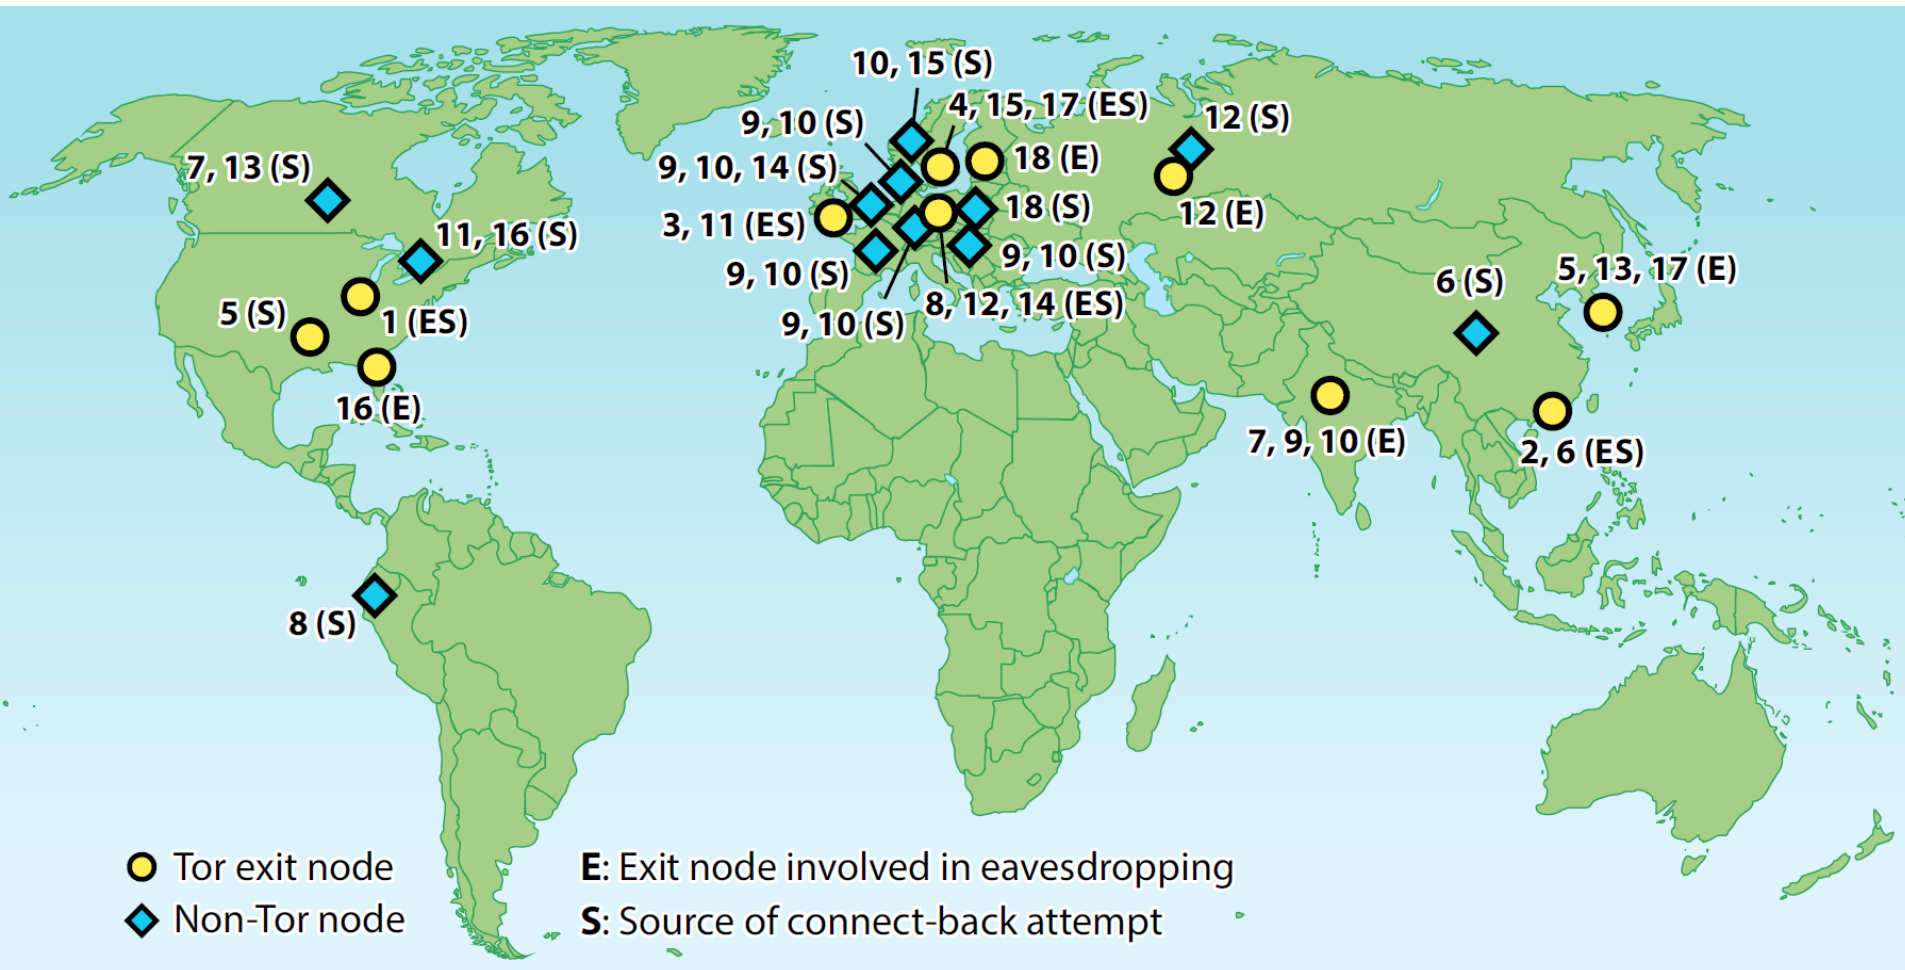 10, 15 (S)
4, 15, 17 (ES)
9, 10 (S)
12 (S)
7, 13 (S)
9, 10, 14 (S)
18 (E)
3, 11 (ES)
18 (S)
12 (E)
11, 16 (S)
9, 10 (S)
9, 10 (S)
6 (S)
5, 13, 17 (E)
5 (S)
1 (ES)
9, 10 (S)
8, 12, 14 (ES)
16 (E)
7, 9, 10 (E)
2, 6 (ES)
8 (S)
Tor exit node
Non-Tor node
E: Exit node involved in eavesdropping
S: Source of connect-back attempt